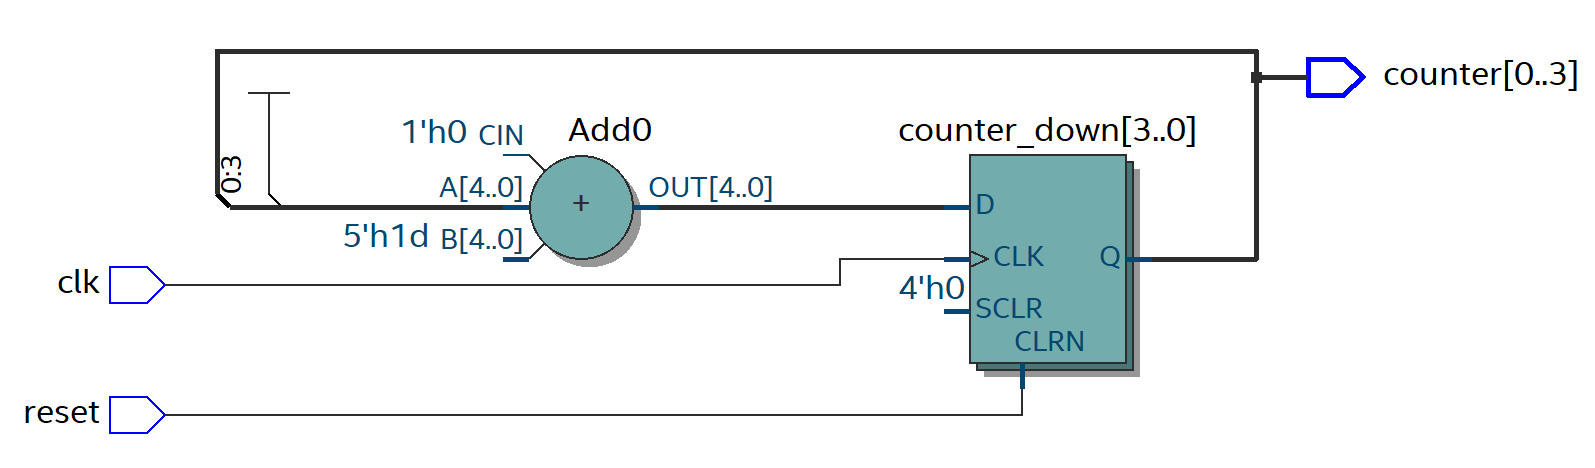 counter[0..3]
0:3
1'h0 CIN
Add0
counter_down[3..0]
A[4..0]
+
OUT[4..0]
D
5'h1d B[4..0]
clk
CLK
Q
4'h0
SCLR
CLRN
reset